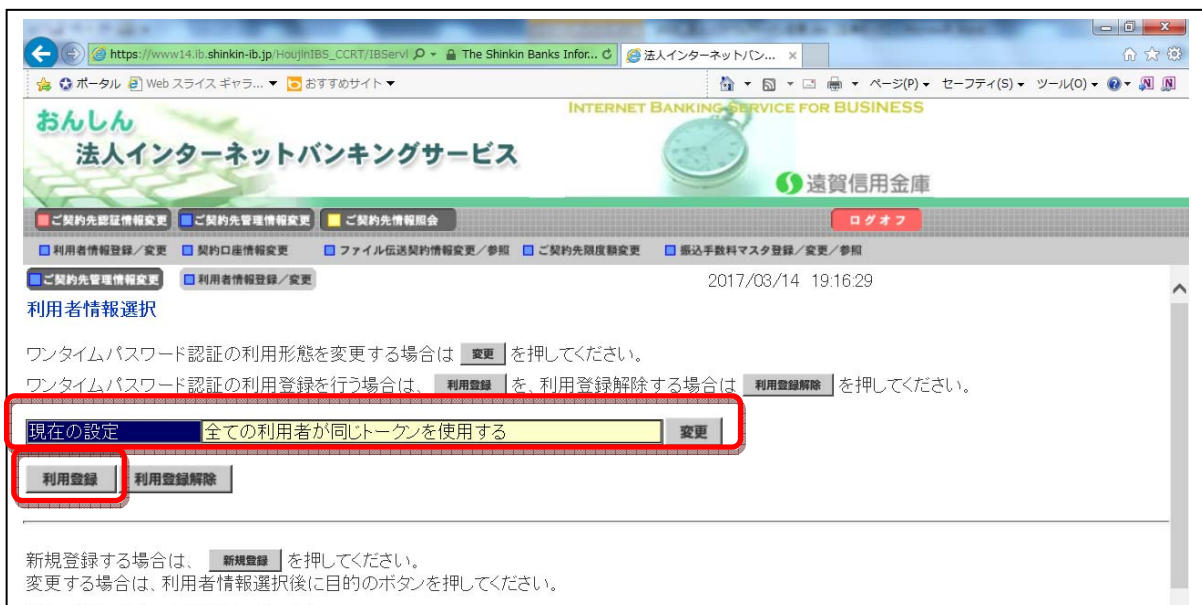 https://www14.ib.shinkin-ib.jp/HoujinIBS_CCRT/IBServl
The Shinkin Banks Infor...
法人インターネットバン...
ポータル
Web スライス ギャラ...
おすすめサイト
ページ(P)
セーフティ(S)
ツール(O)
おんしん
法人インターネットバンキングサービス
INTERNET BANKING SERVICE FOR BUSINESS
遠賀信用金庫
ご契約先認証情報変更 ご契約先管理情報変更 ご契約先情報照会 ログオフ
利用者情報登録／変更 契約口座情報変更 ファイル伝送契約情報変更／参照 ご契約先限度額変更 振込手数料マスタ登録／変更／参照
ご契約先管理情報変更 利用者情報登録／変更 2017/03/14 19:16:29
利用者情報選択
ワンタイムパスワード認証の利用形態を変更する場合は 変更 を押してください。
ワンタイムパスワード認証の利用登録を行う場合は、 利用登録 を、利用登録解除する場合は 利用登録解除 を押してください。
現在の設定 全ての利用者が同じトークンを使用する 変更
利用登録 利用登録解除
新規登録する場合は、 新規登録 を押してください。
変更する場合は、利用者情報選択後に目的のボタンを押してください。